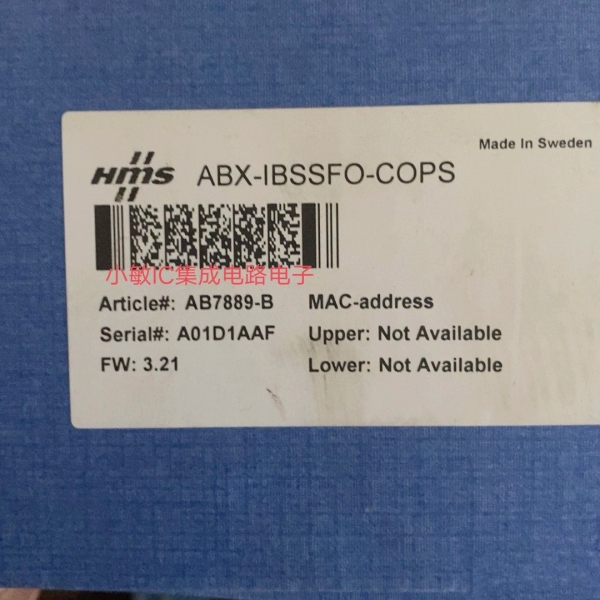 Made In Sweden
HMS ABX-IBSSFO-COPS
小敏IC集成电路电子
Article#: AB7889-B MAC-address
Serial#: A01D1AAF Upper: Not Available
FW: 3.21 Lower: Not Available